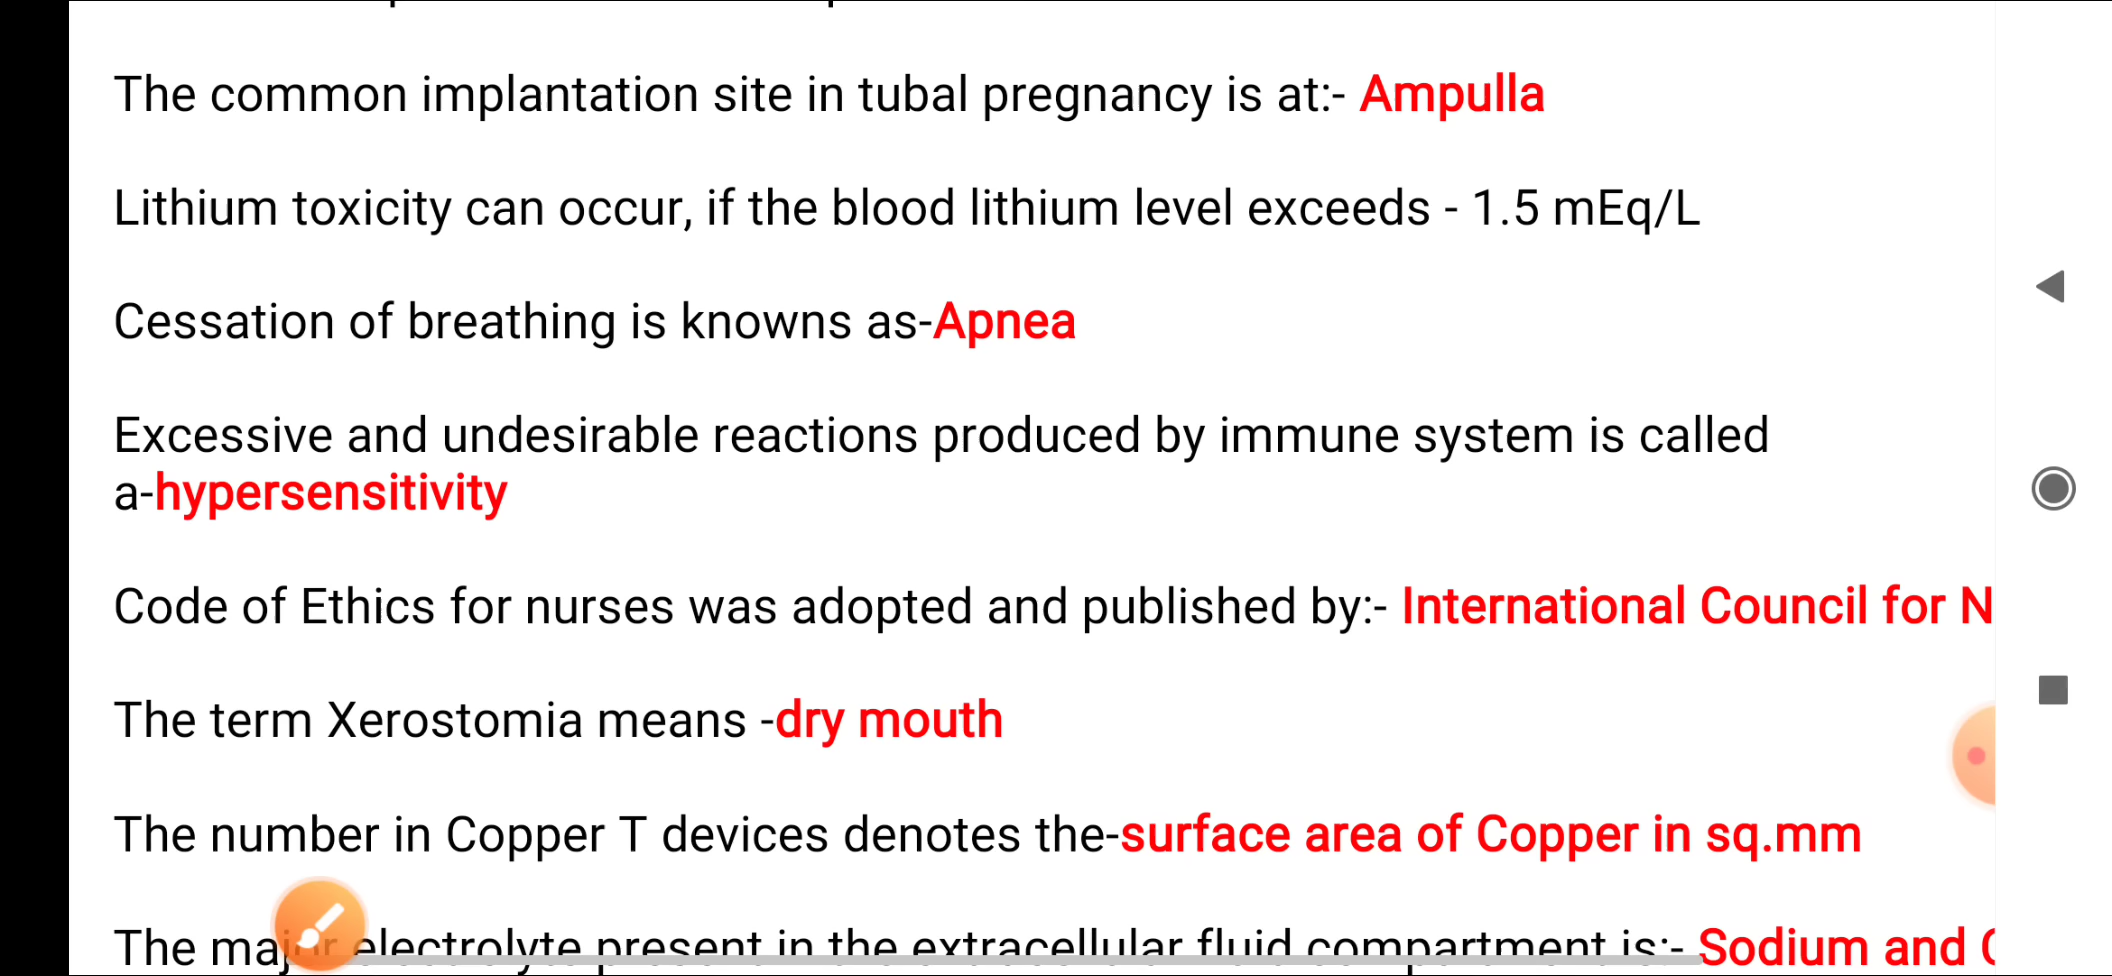 The common implantation site in tubal pregnancy is at:- Ampulla
Lithium toxicity can occur, if the blood lithium level exceeds - 1.5 mEq/L
Cessation of breathing is knowns as-Apnea
Excessive and undesirable reactions produced by immune system is called
a-hypersensitivity
Code of Ethics for nurses was adopted and published by:- International Council for N
The term Xerostomia means -dry mouth
The number in Copper T devices denotes the-surface area of Copper in sq.mm
The major electrolyte present in the extracellular fluid compartment is:- Sodium and